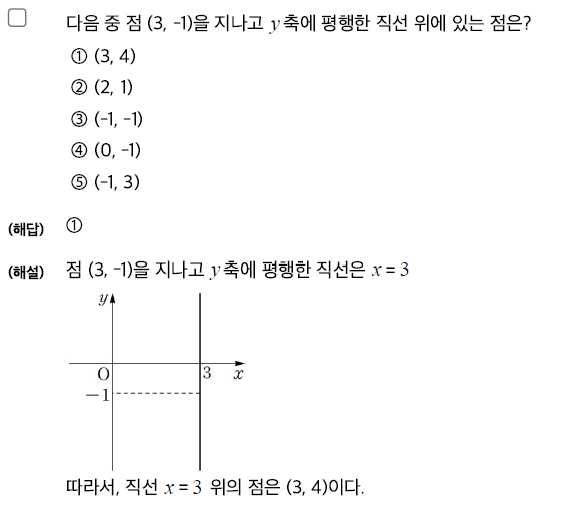 다음 중 점 (3, -1)을 지나고 y축에 평행한 직선 위에 있는 점은?
① (3, 4)
② (2, 1)
③ (-1, -1)
④ (0, -1)
⑤ (-1, 3)
(해답) ①
(해설) 점 (3, -1)을 지나고 y축에 평행한 직선은 x = 3
y
O 3 x
-1
따라서, 직선 x = 3 위의 점은 (3, 4)이다.